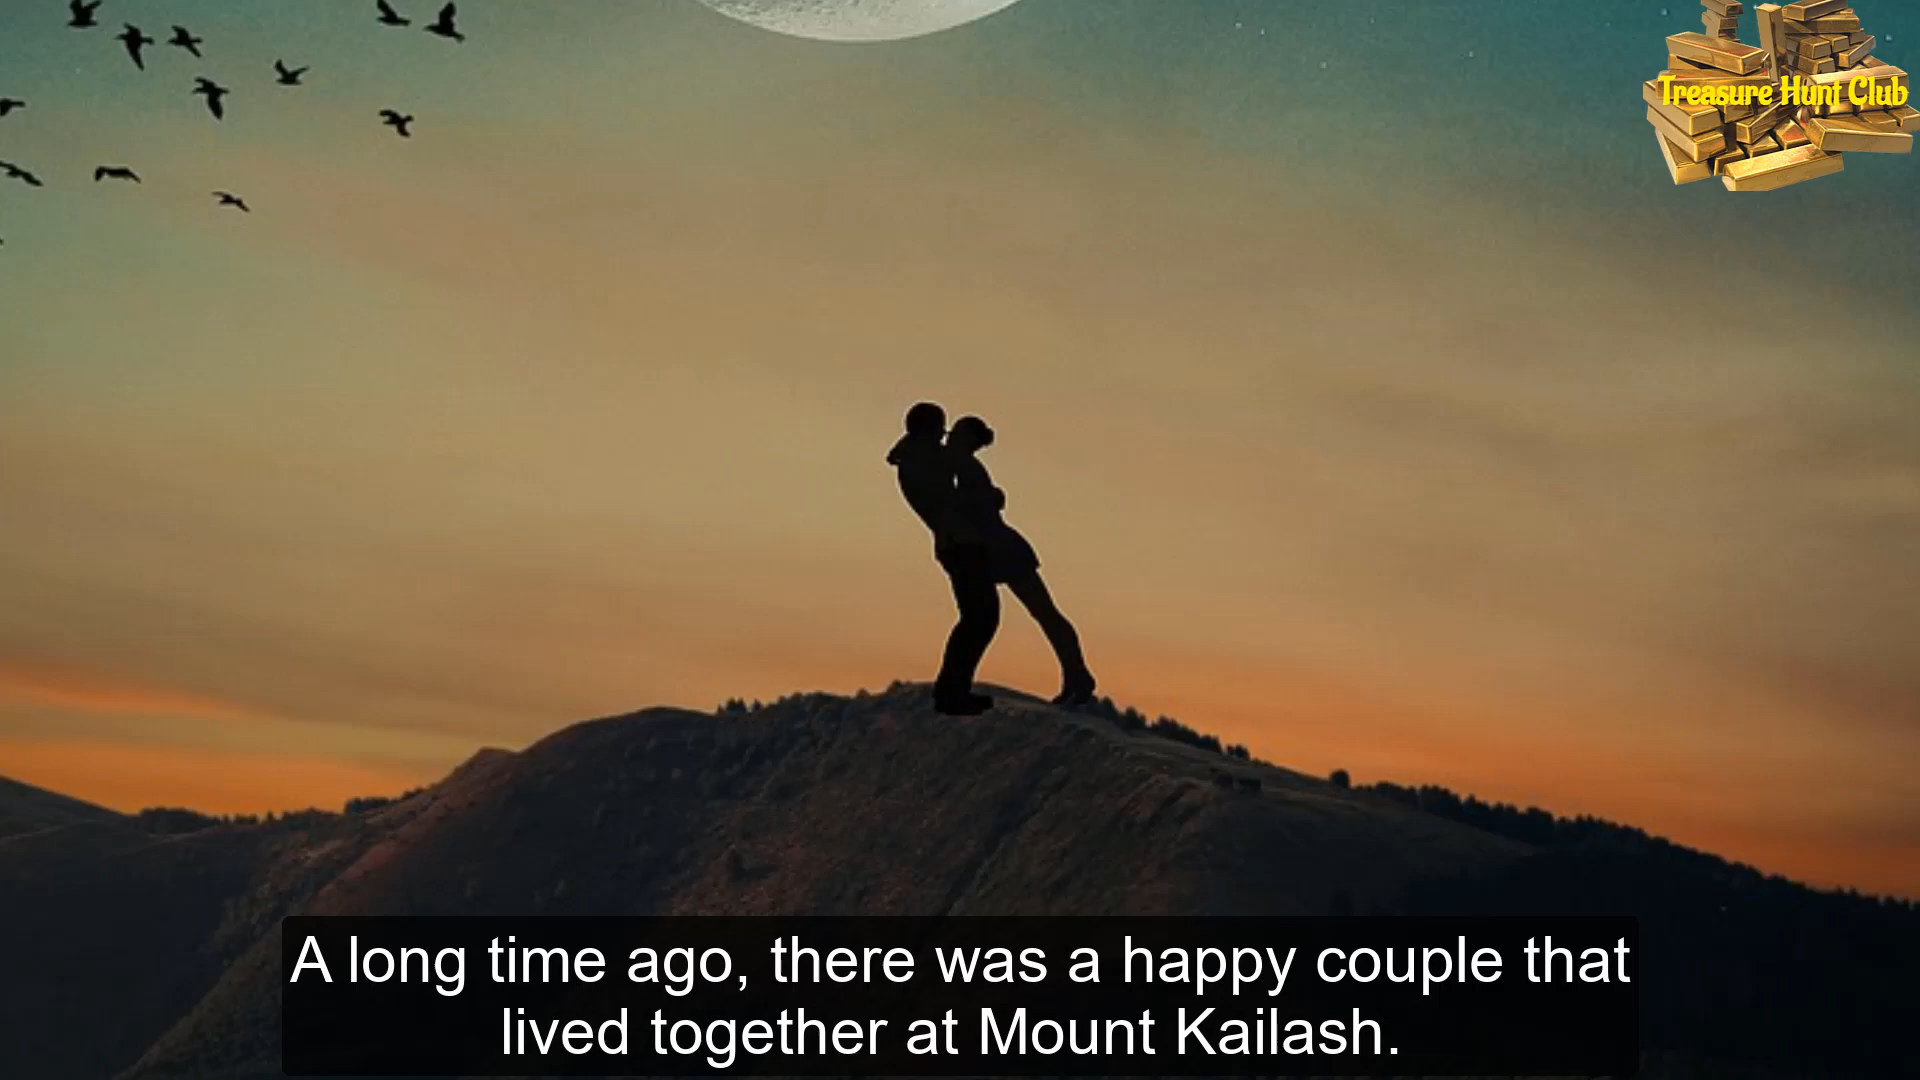 Treasure Hunt Club
A long time ago, there was a happy couple that
lived together at Mount Kailash.